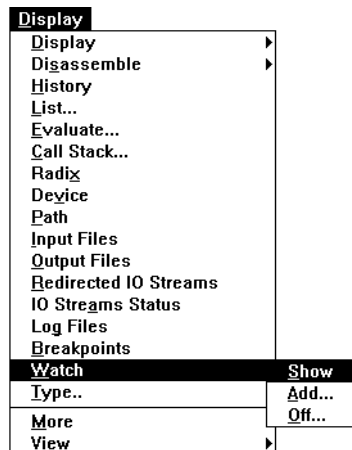 Display
Display
Disassemble
History
List...
Evaluate...
Call Stack...
Radix
Device
Path
Input Files
Output Files
Redirected IO Streams
IO Streams Status
Log Files
Breakpoints
Watch
Show
Type..
Add...
Off...
More
View